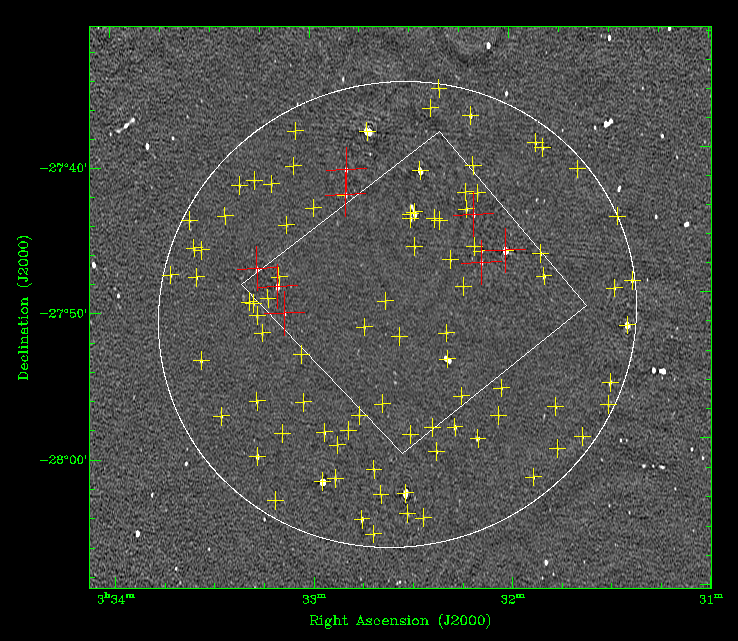 -27°40'
-27°50'
-28°00'
Declination (J2000)
3ʰ34ᵐ 33ᵐ 32ᵐ 31ᵐ
Right Ascension (J2000)